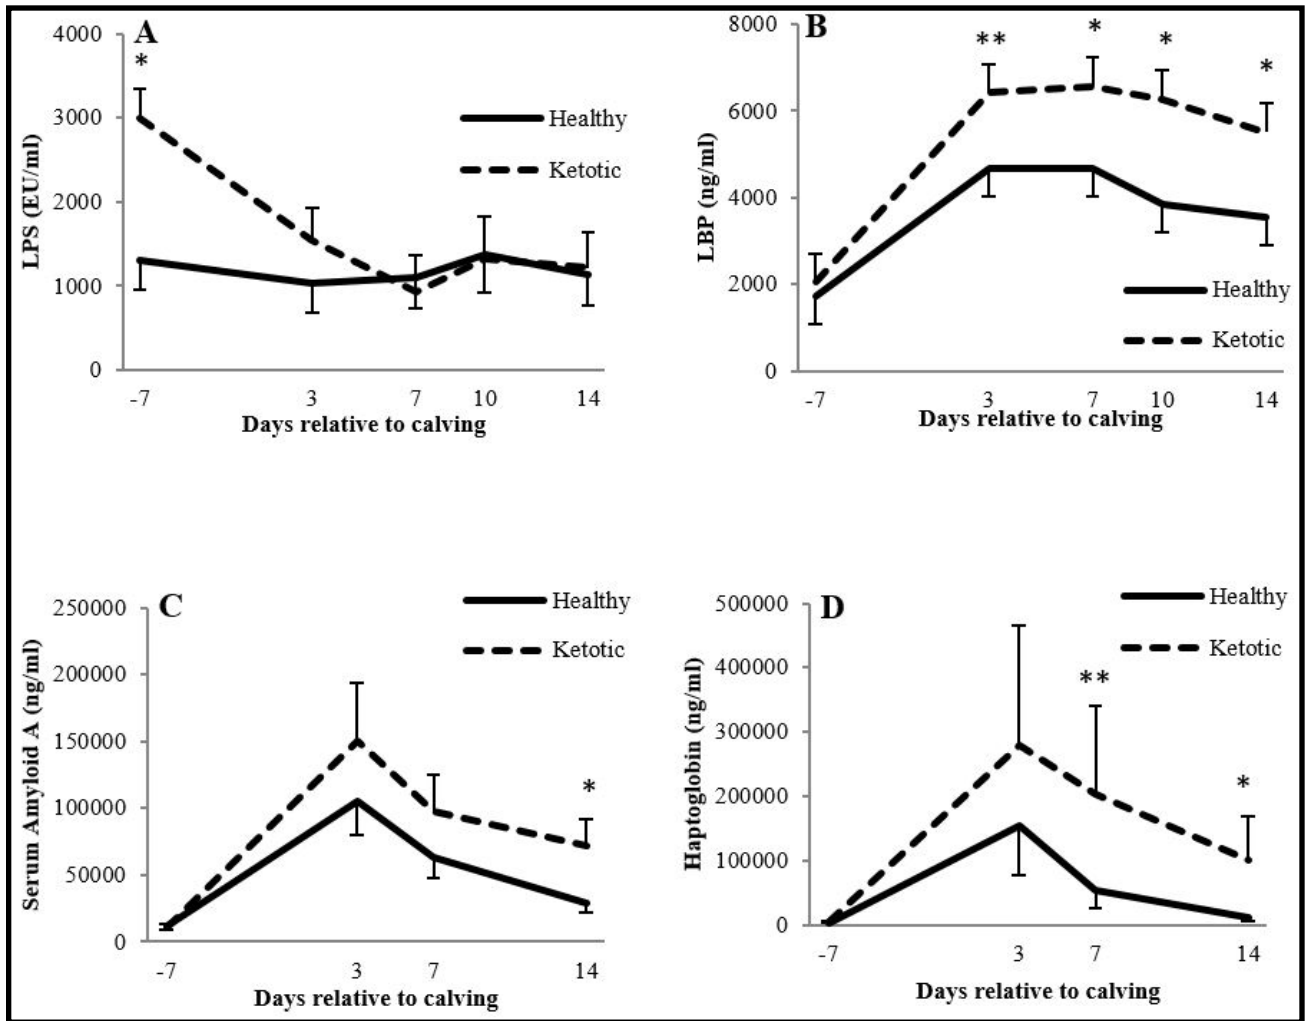 A
4000
*
3000
2000
1000
0
LPS (EU/ml)
Healthy
Ketotic
-7 3 7 10 14
Days relative to calving
B
8000
** * * *
6000
4000
2000
0
LBP (ng/ml)
Healthy
Ketotic
-7 3 7 10 14
Days relative to calving
C
250000
200000
150000
100000
50000
0
Serum Amyloid A (ng/ml)
Healthy
Ketotic
*
-7 3 7 14
Days relative to calving
D
500000
400000
300000
200000
100000
0
Haptoglobin (ng/ml)
Healthy
Ketotic
**
*
-7 3 7 14
Days relative to calving